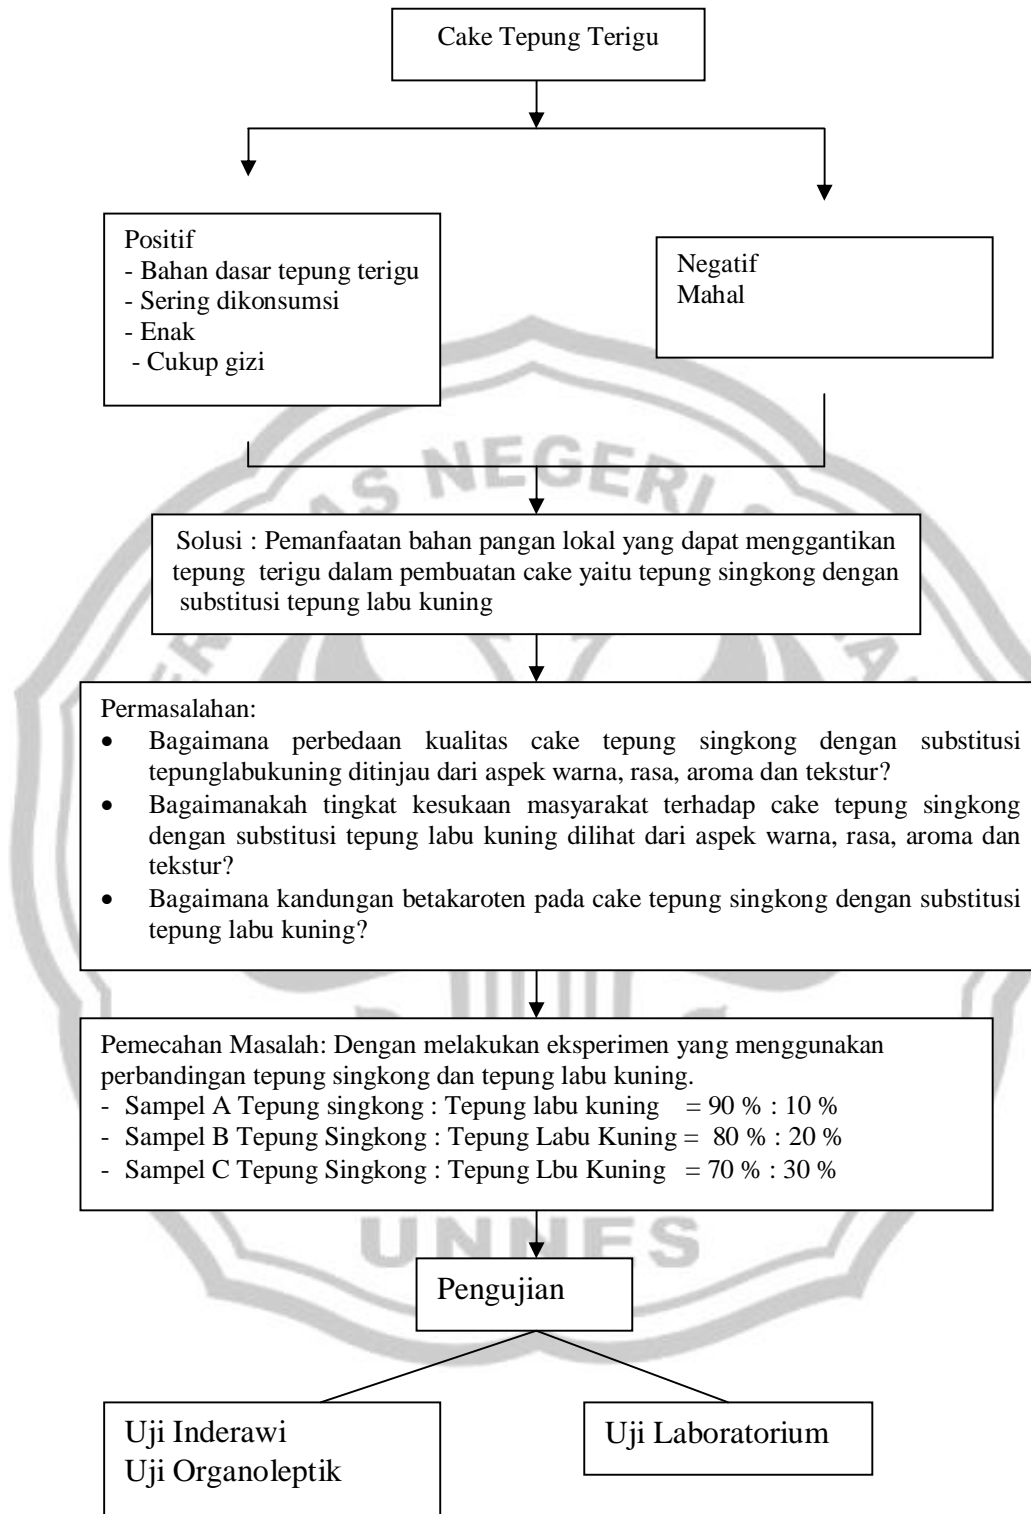 Cake Tepung Terigu
Positif
- Bahan dasar tepung terigu
- Sering dikonsumsi
- Enak
- Cukup gizi
Negatif
Mahal
NEGERI
Solusi : Pemanfaatan bahan pangan lokal yang dapat menggantikan
tepung terigu dalam pembuatan cake yaitu tepung singkong dengan
substitusi tepung labu kuning
Permasalahan:
• Bagaimana perbedaan kualitas cake tepung singkong dengan substitusi
tepunglabukuning ditinjau dari aspek warna, rasa, aroma dan tekstur?
• Bagaimanakah tingkat kesukaan masyarakat terhadap cake tepung singkong
dengan substitusi tepung labu kuning dilihat dari aspek warna, rasa, aroma dan
tekstur?
• Bagaimana kandungan betakaroten pada cake tepung singkong dengan substitusi
tepung labu kuning?
Pemecahan Masalah: Dengan melakukan eksperimen yang menggunakan
perbandingan tepung singkong dan tepung labu kuning.
- Sampel A Tepung singkong : Tepung labu kuning = 90 % : 10 %
- Sampel B Tepung Singkong : Tepung Labu Kuning = 80 % : 20 %
- Sampel C Tepung Singkong : Tepung Lbu Kuning = 70 % : 30 %
UNNES
Pengujian
Uji Inderawi
Uji Organoleptik
Uji Laboratorium